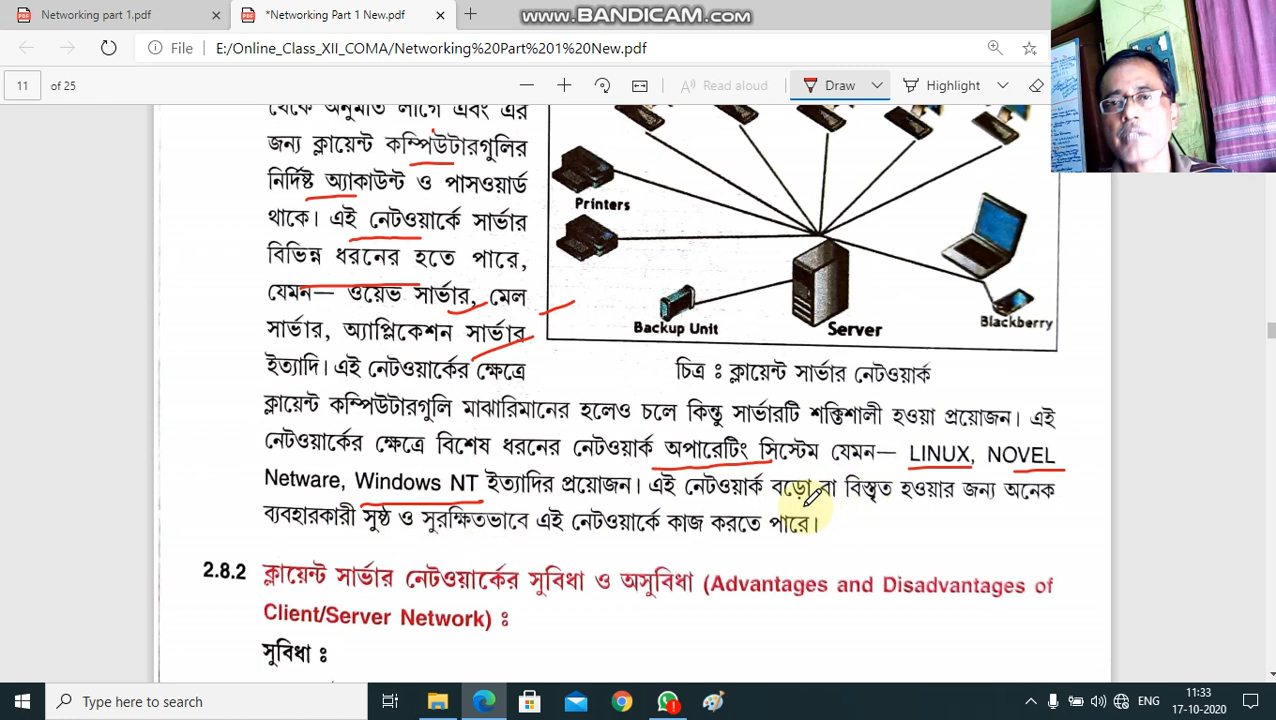 Networking part 1.pdf
*Networking Part 1 New.pdf
www.BANDICAM.com
File
E:/Online_Class_XII_COMA/Networking%20Part%201%20New.pdf
11 of 25
Read aloud
Draw
Highlight
থেকে অনুমতি লাগে এবং এর
জন্য ক্লায়েন্ট কম্পিউটারগুলির
নির্দিষ্ট অ্যাকাউন্ট ও পাসওয়ার্ড
থাকে। এই নেটওয়ার্কে সার্ভার
বিভিন্ন ধরনের হতে পারে,
যেমন— ওয়েভ সার্ভার, মেল
সার্ভার, অ্যাপ্লিকেশন সার্ভার
ইত্যাদি। এই নেটওয়ার্কের ক্ষেত্রে
Printers
Backup Unit
Server
Blackberry
চিত্র ঃ ক্লায়েন্ট সার্ভার নেটওয়ার্ক
ক্লায়েন্ট কম্পিউটারগুলি মাঝারিমানের হলেও চলে কিন্তু সার্ভারটি শক্তিশালী হওয়া প্রয়োজন। এই
নেটওয়ার্কের ক্ষেত্রে বিশেষ ধরনের নেটওয়ার্ক অপারেটিং সিস্টেম যেমন— LINUX, NOVEL
Netware, Windows NT ইত্যাদির প্রয়োজন। এই নেটওয়ার্ক বড়ো বা বিস্তৃত হওয়ার জন্য অনেক
ব্যবহারকারী সুষ্ঠ ও সুরক্ষিতভাবে এই নেটওয়ার্কে কাজ করতে পারে।
2.8.2 ক্লায়েন্ট সার্ভার নেটওয়ার্কের সুবিধা ও অসুবিধা (Advantages and Disadvantages of
Client/Server Network) ঃ
সুবিধা ঃ
Type here to search
ENG
11:33
17-10-2020